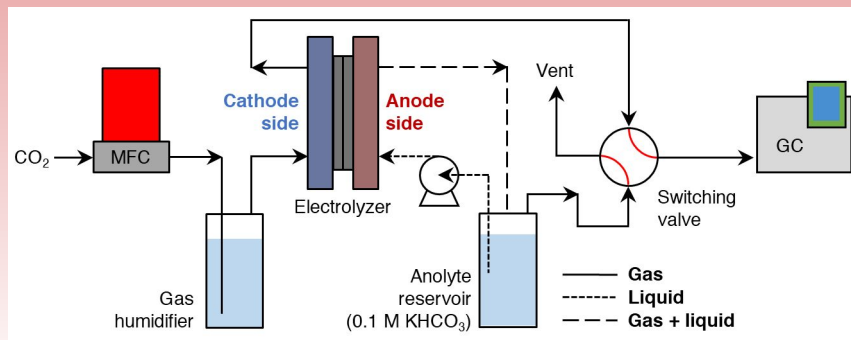 CO₂
MFC
Cathode
side
Anode
side
Vent
GC
Electrolyzer
Switching
valve
Gas
humidifier
Anolyte
reservoir
(0.1 M KHCO₃)
Gas
Liquid
Gas + liquid